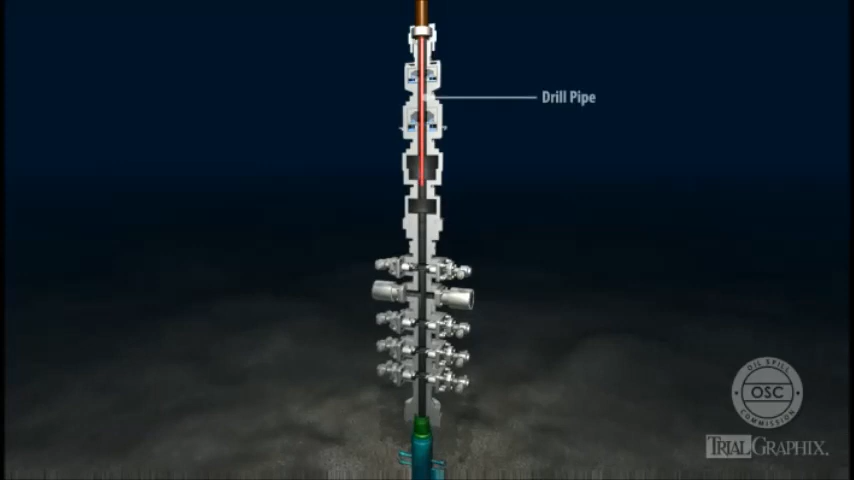 Drill Pipe
OIL SPILL
OSC
COMMISSION
TRIALGRAPHIX.